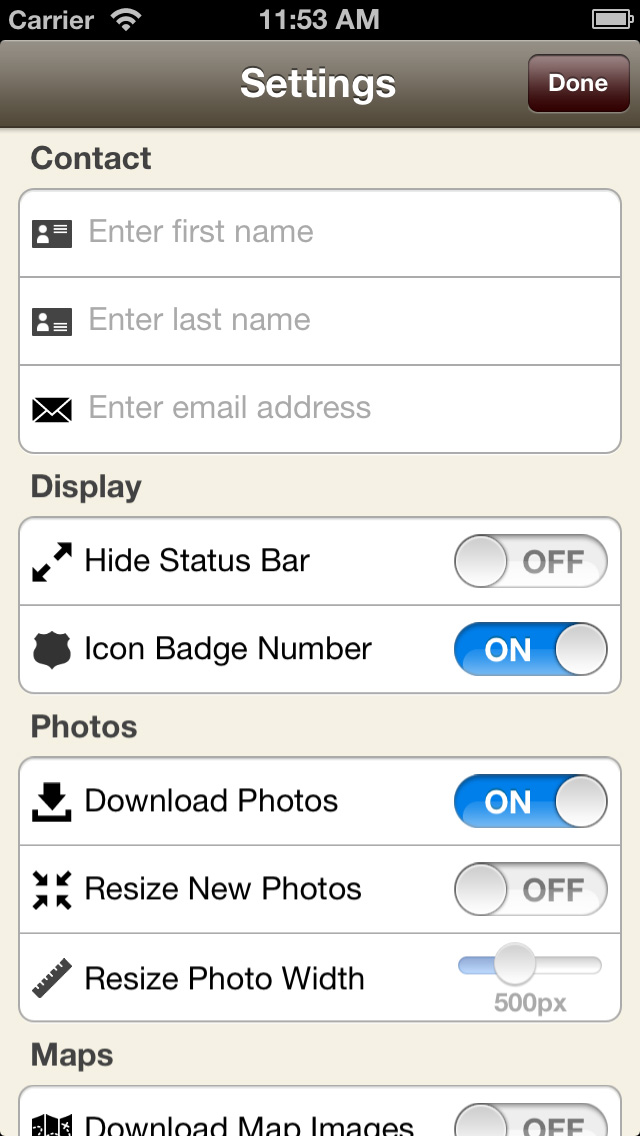 Carrier 11:53 AM
Settings Done
Contact
Enter first name
Enter last name
Enter email address
Display
Hide Status Bar OFF
Icon Badge Number ON
Photos
Download Photos ON
Resize New Photos OFF
Resize Photo Width
500px
Maps
Download Map Images OFF